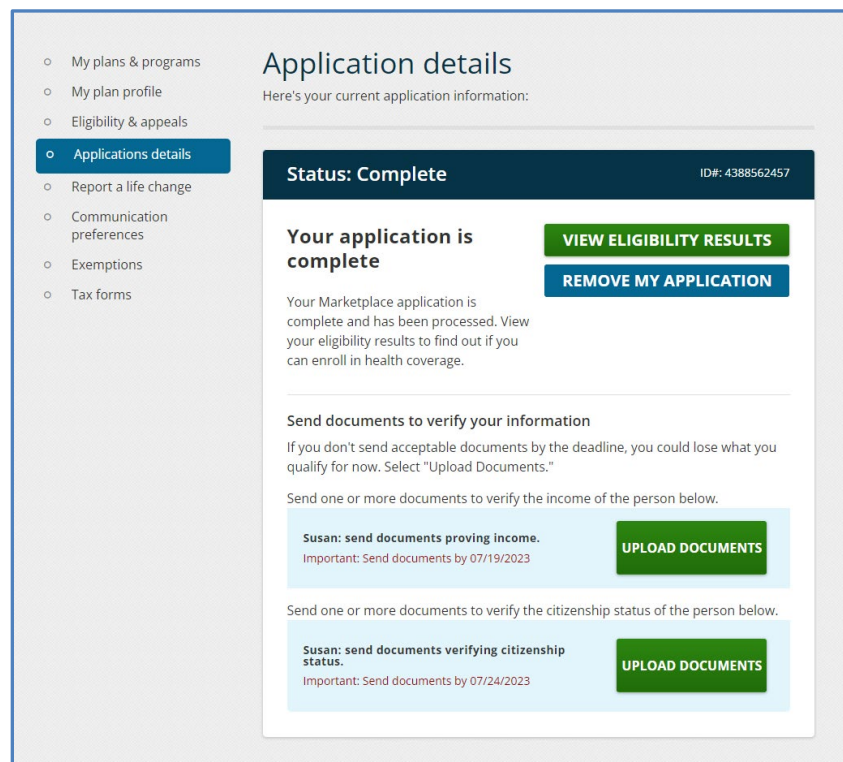 My plans & programs
My plan profile
Eligibility & appeals
Applications details
Report a life change
Communication
preferences
Exemptions
Tax forms
Application details
Here's your current application information:
Status: Complete
ID#: 4388562457
Your application is
complete
VIEW ELIGIBILITY RESULTS
REMOVE MY APPLICATION
Your Marketplace application is
complete and has been processed. View
your eligibility results to find out if you
can enroll in health coverage.
Send documents to verify your information
If you don't send acceptable documents by the deadline, you could lose what you
qualify for now. Select "Upload Documents."
Send one or more documents to verify the income of the person below.
Susan: send documents proving income.
Important: Send documents by 07/19/2023
UPLOAD DOCUMENTS
Send one or more documents to verify the citizenship status of the person below.
Susan: send documents verifying citizenship
status.
Important: Send documents by 07/24/2023
UPLOAD DOCUMENTS